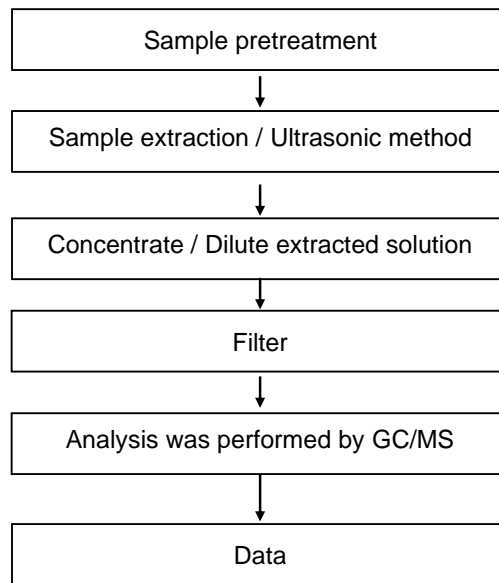 Sample pretreatment
Sample extraction / Ultrasonic method
Concentrate / Dilute extracted solution
Filter
Analysis was performed by GC/MS
Data